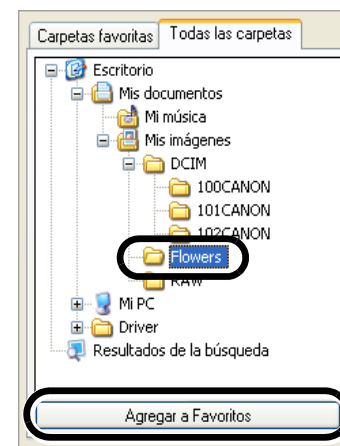 Carpetas favoritas Todas las carpetas
Escritorio
Mis documentos
Mi música
Mis imágenes
DCIM
100CANON
101CANON
102CANON
Flowers
RAW
Mi PC
Driver
Resultados de la búsqueda
Agregar a Favoritos